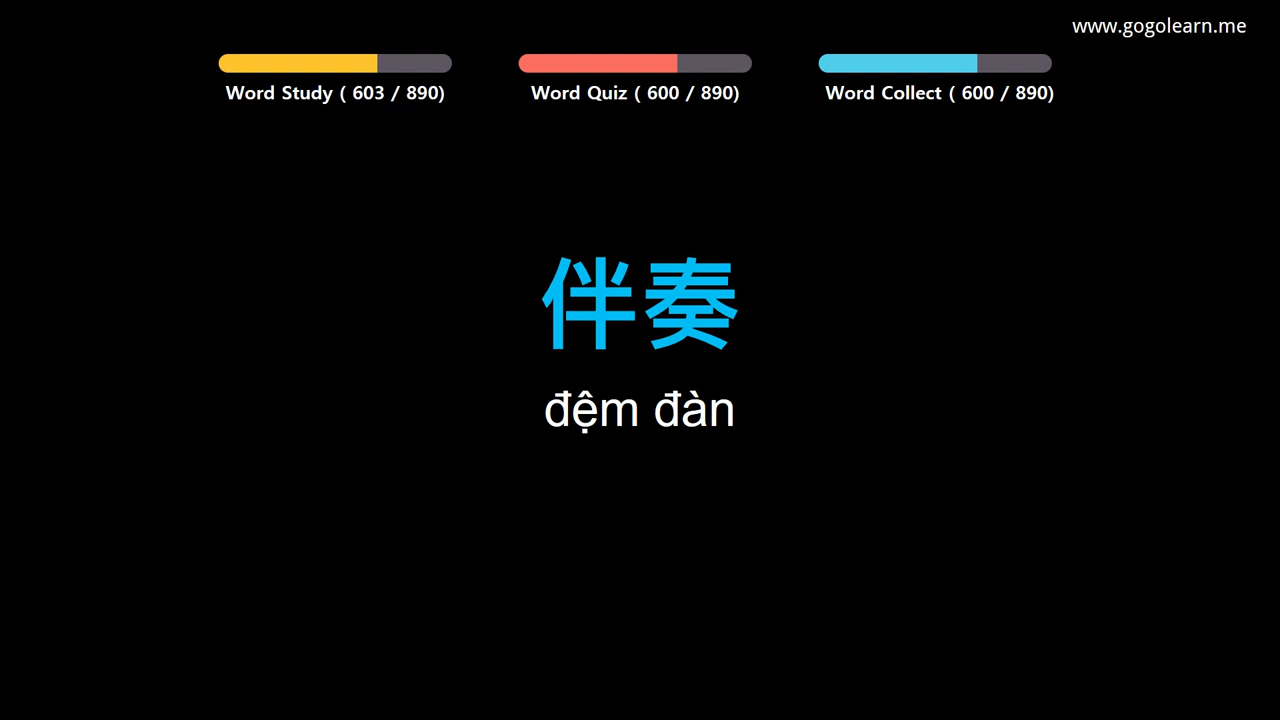 www.gogolearn.me
Word Study ( 603 / 890)
Word Quiz ( 600 / 890)
Word Collect ( 600 / 890)
伴奏
đệm đàn